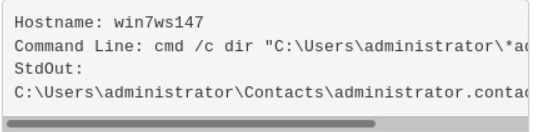 Hostname: win7ws147
Command Line: cmd /c dir "C:\Users\administrator\*ad
StdOut:
C:\Users\administrator\Contacts\administrator.contac